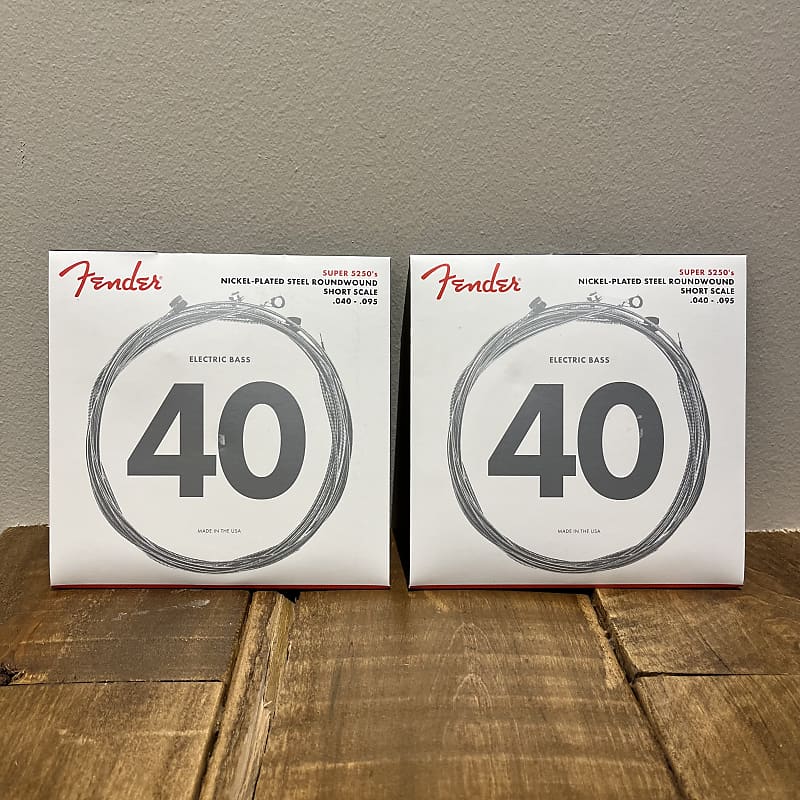 Fender
SUPER 5250's
NICKEL-PLATED STEEL ROUNDWOUND
SHORT SCALE
.040 - .095
ELECTRIC BASS
40
MADE IN THE USA
Fender
SUPER 5250's
NICKEL-PLATED STEEL ROUNDWOUND
SHORT SCALE
.040 - .095
ELECTRIC BASS
40
MADE IN THE USA